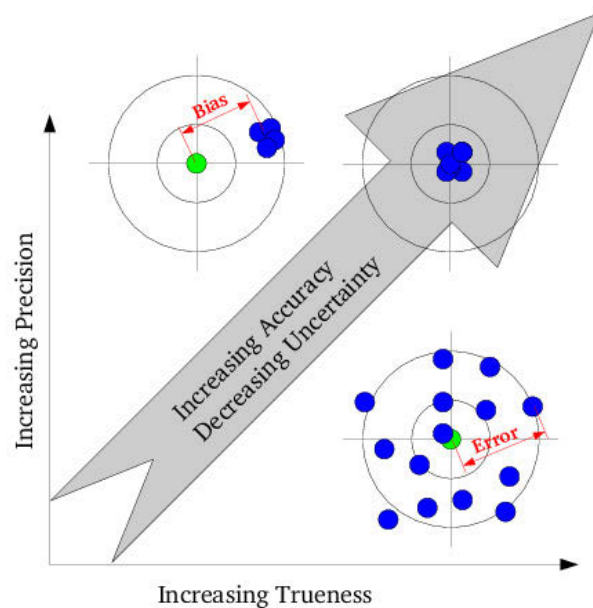 Bias
Increasing Precision
Increasing Accuracy
Decreasing Uncertainty
Error
Increasing Trueness